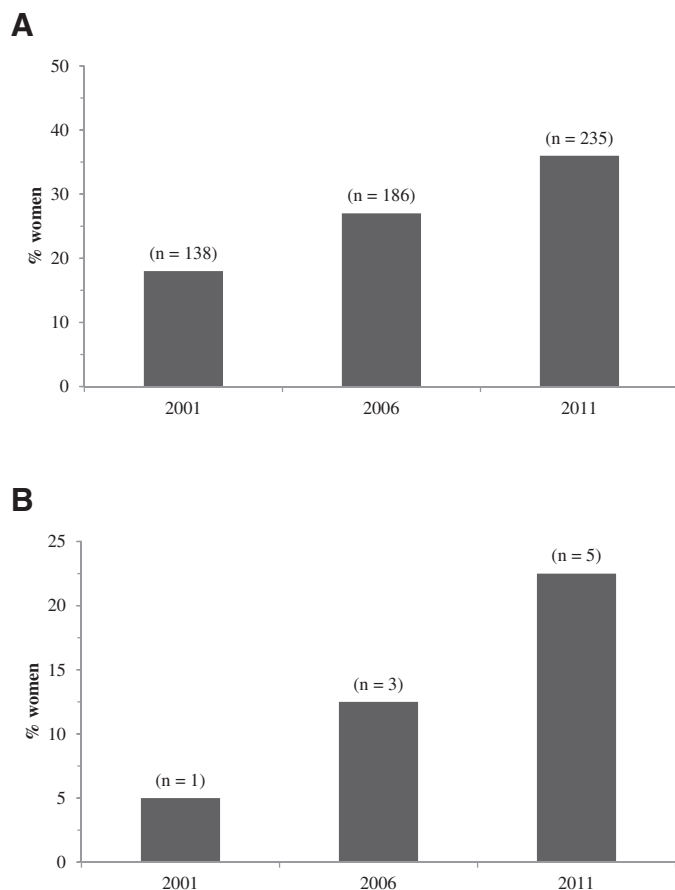 A
50
40
30
20
10
0
% women
(n = 138)
(n = 186)
(n = 235)
2001 2006 2011
B
25
20
15
10
5
0
% women
(n = 1)
(n = 3)
(n = 5)
2001 2006 2011